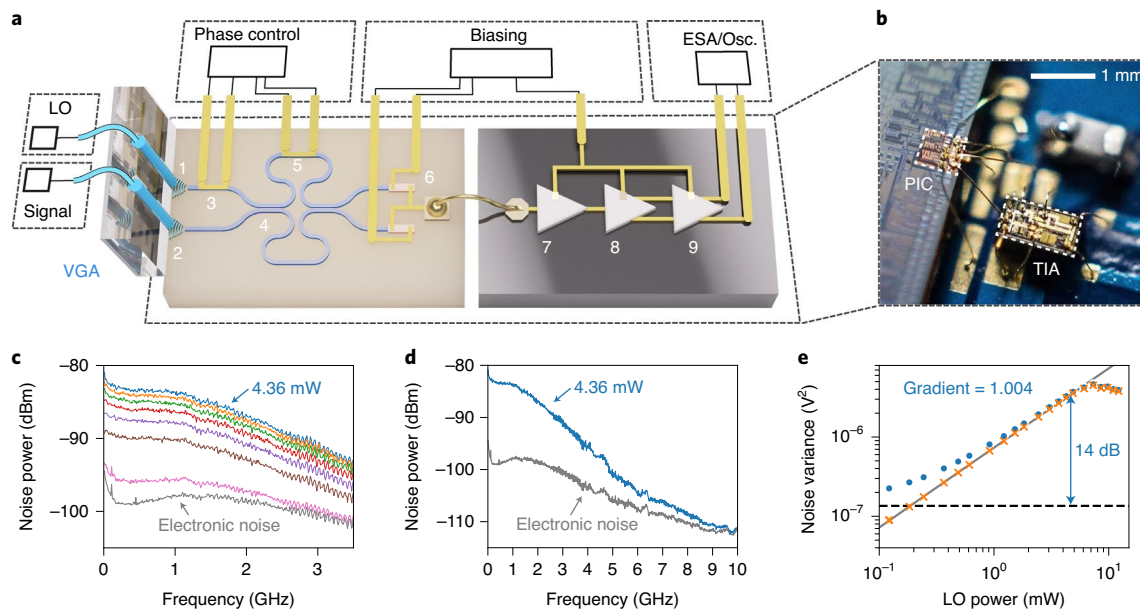 a
Phase control
Biasing
ESA/Osc.
LO
Signal
VGA
1
2
3
4
5
6
7
8
9
b
1 mm
PIC
TIA
c
−80
−90
−100
Noise power (dBm)
4.36 mW
Electronic noise
0 1 2 3
Frequency (GHz)
d
−80
−90
−100
−110
Noise power (dBm)
4.36 mW
Electronic noise
0 1 2 3 4 5 6 7 8 9 10
Frequency (GHz)
e
Noise variance (V²)
10⁻⁶
10⁻⁷
Gradient = 1.004
14 dB
10⁻¹ 10⁰ 10¹
LO power (mW)